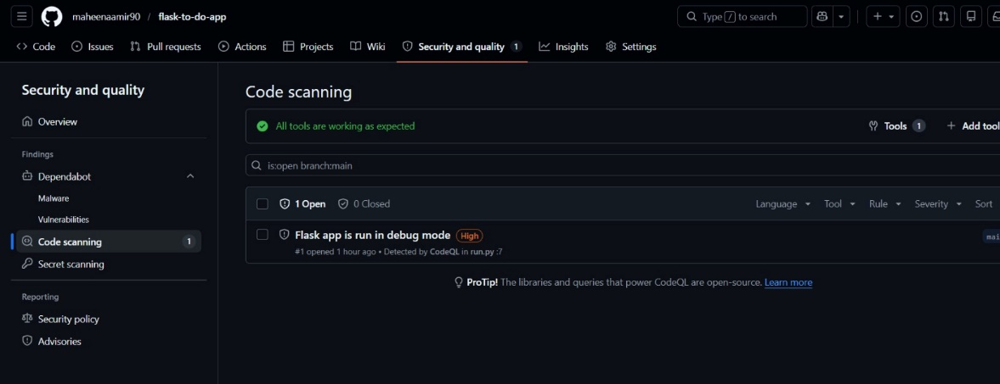 maheenaamir90 / flask-to-do-app
Type / to search
Code Issues Pull requests Actions Projects Wiki Security and quality 1 Insights Settings
Security and quality
Overview
Findings
Dependabot
Malware
Vulnerabilities
Code scanning 1
Secret scanning
Reporting
Security policy
Advisories
Code scanning
All tools are working as expected
Tools 1 + Add tool
is:open branch:main
1 Open 0 Closed
Language Tool Rule Severity Sort
Flask app is run in debug mode High
#1 opened 1 hour ago • Detected by CodeQL in run.py :7
mai
ProTip! The libraries and queries that power CodeQL are open-source. Learn more